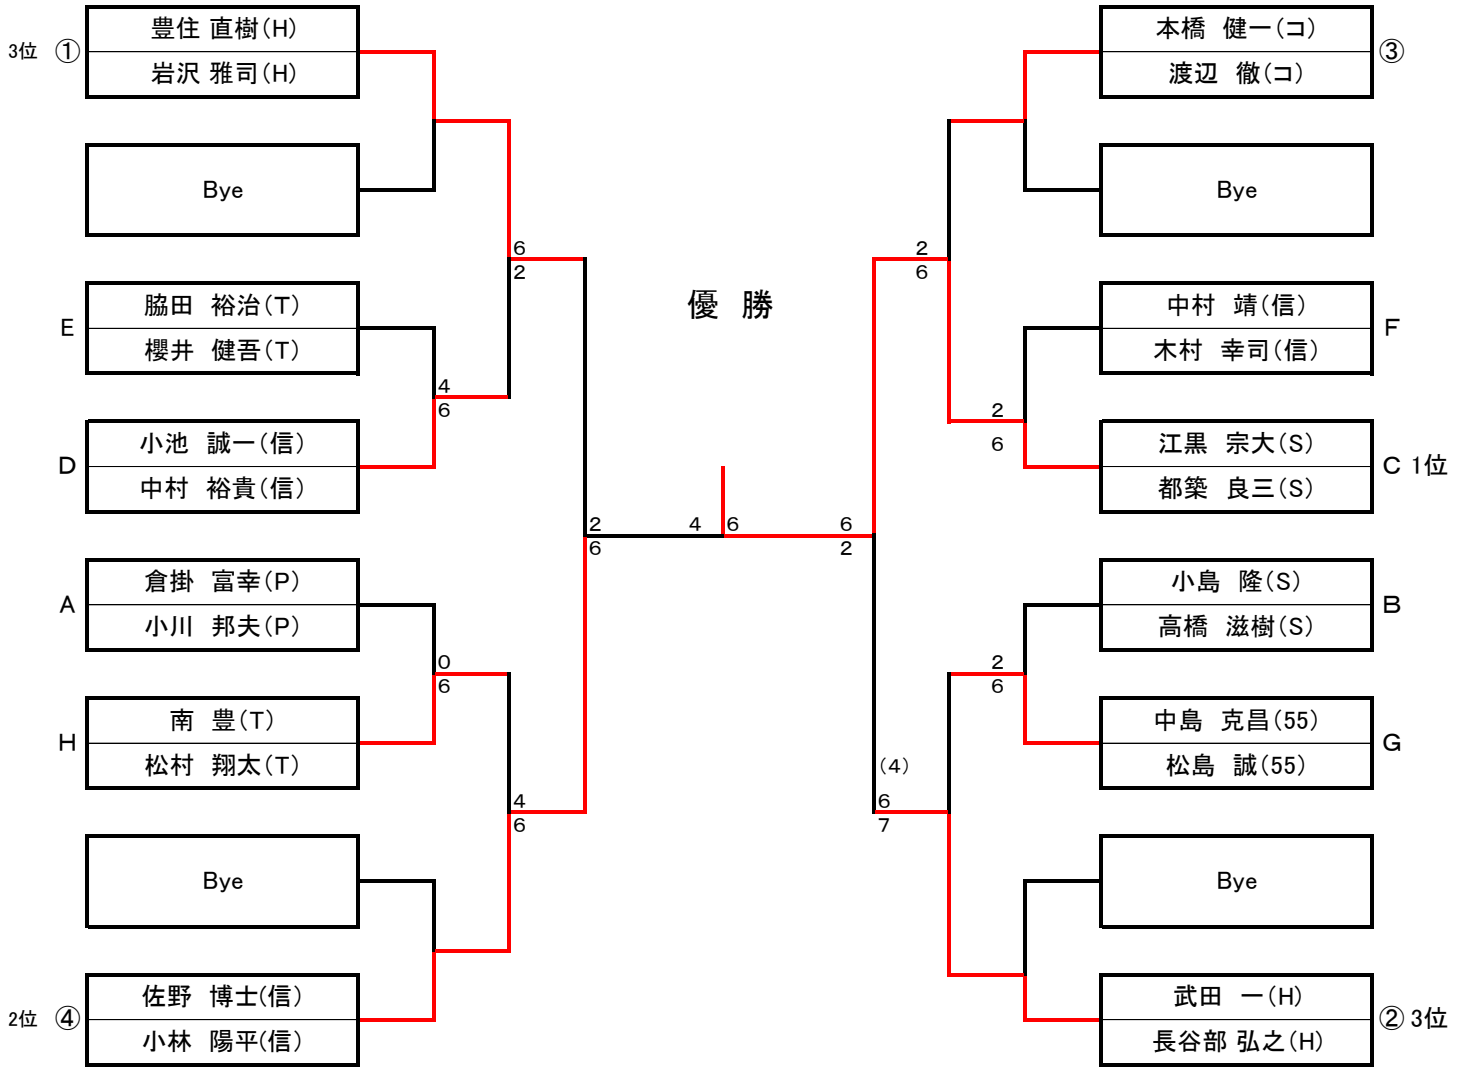 豊住 直樹(H)
3位 ①
岩沢 雅司(H)
Bye
6
2
脇田 裕治(T)
E
櫻井 健吾(T)
4
6
小池 誠一(信)
D
中村 裕貴(信)
2
6
倉掛 富幸(P)
A
小川 邦夫(P)
0
6
南 豊(T)
H
松村 翔太(T)
4
6
Bye
佐野 博士(信)
2位 ④
小林 陽平(信)
優 勝
4 6
本橋 健一(コ)
③
渡辺 徹(コ)
Bye
2
6
中村 靖(信)
F
木村 幸司(信)
2
6
江黒 宗大(S)
C 1位
都築 良三(S)
6
2
小島 隆(S)
B
高橋 滋樹(S)
2
6
中島 克昌(55)
G
松島 誠(55)
(4)
6
7
Bye
武田 一(H)
② 3位
長谷部 弘之(H)